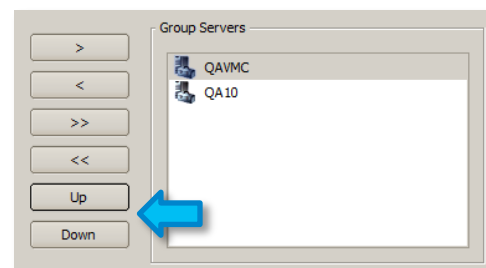 Group Servers
>
<
>>
<<
Up
Down
QAVMC
QA10